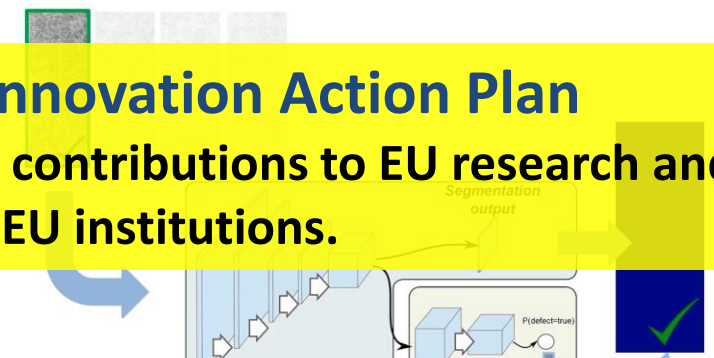 nnovation Action Plan
contributions to EU research and
EU institutions.
Segmentation
output
P(defect=true)